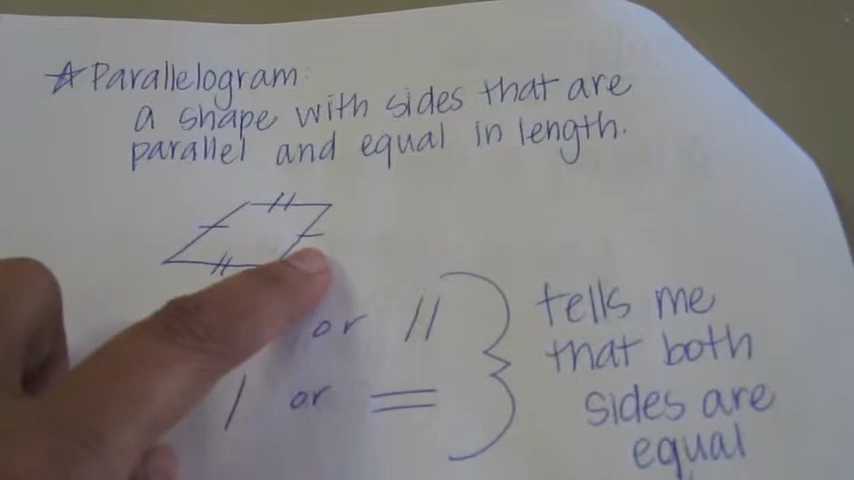 ☆ Parallelogram:
a shape with sides that are
parallel and equal in length.
or //
/ or =
tells me
that both
sides are
equal